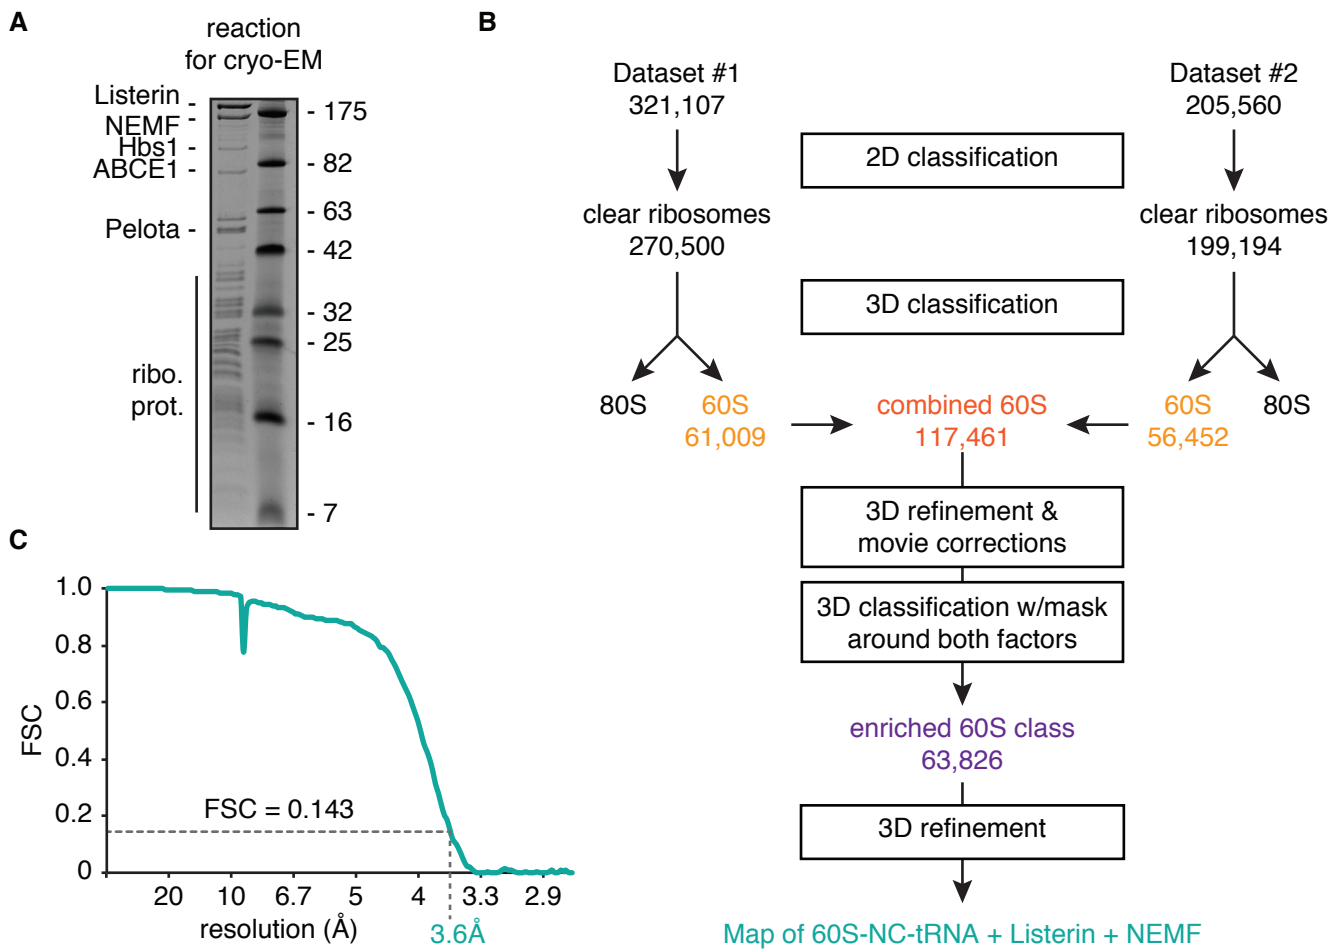 A
reaction
for cryo-EM
Listerin -
NEMF -
Hbs1 -
ABCE1 -
Pelota -
ribo.
prot.
- 175
- 82
- 63
- 42
- 32
- 25
- 16
- 7
B
Dataset #1
321,107
Dataset #2
205,560
2D classification
clear ribosomes
270,500
clear ribosomes
199,194
3D classification
80S
60S
61,009
combined 60S
117,461
60S
56,452
80S
3D refinement &
movie corrections
3D classification w/mask
around both factors
enriched 60S class
63,826
3D refinement
Map of 60S-NC-tRNA + Listerin + NEMF
C
FSC
1.0
0.8
0.6
0.4
0.2
0
FSC = 0.143
20
10
6.7
5
4
3.3
2.9
resolution (Å)
3.6Å